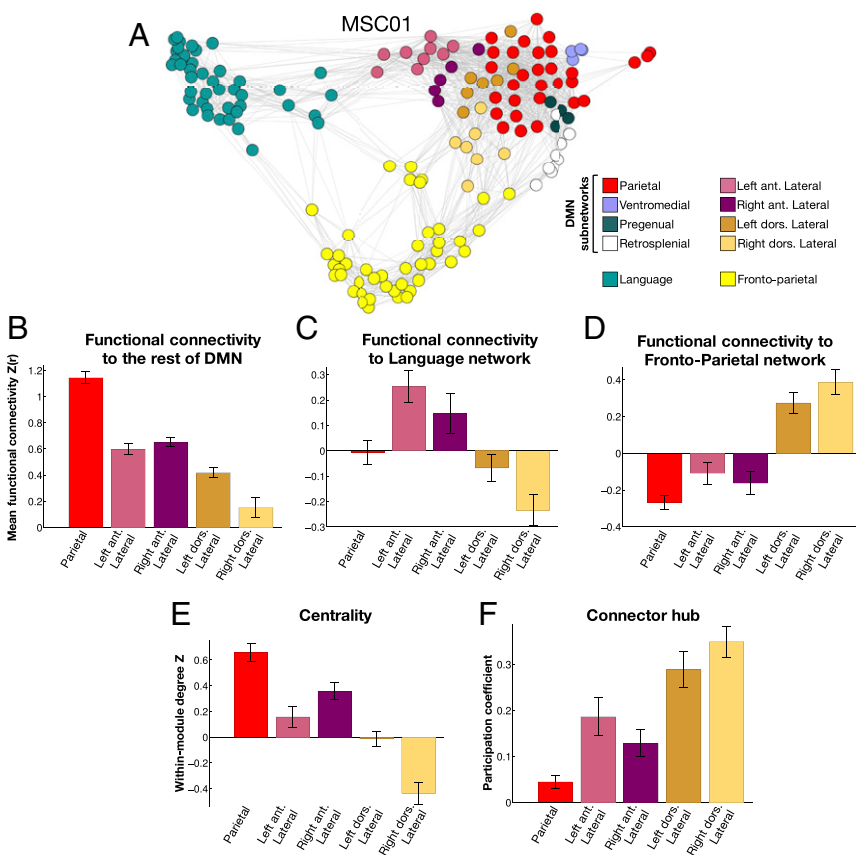 A
MSC01
DMN
subnetworks
Parietal
Ventromedial
Pregenual
Retrosplenial
Language
Left ant. Lateral
Right ant. Lateral
Left dors. Lateral
Right dors. Lateral
Fronto-parietal
B
Functional connectivity
to the rest of DMN
Mean functional connectivity Z(r)
1.2
1
0.8
0.6
0.4
0.2
0
Parietal
Left ant.
Lateral
Right ant.
Lateral
Left dors.
Lateral
Right dors.
Lateral
C
Functional connectivity
to Language network
0.3
0.2
0.1
0
−0.1
−0.2
−0.3
Parietal
Left ant.
Lateral
Right ant.
Lateral
Left dors.
Lateral
Right dors.
Lateral
D
Functional connectivity to
Fronto-Parietal network
0.4
0.2
0
−0.2
−0.4
Parietal
Left ant.
Lateral
Right ant.
Lateral
Left dors.
Lateral
Right dors.
Lateral
E
Centrality
Within-module degree Z
0.6
0.4
0.2
0
−0.2
−0.4
Parietal
Left ant.
Lateral
Right ant.
Lateral
Left dors.
Lateral
Right dors.
Lateral
F
Connector hub
Participation coefficient
0.3
0.2
0.1
0
Parietal
Left ant.
Lateral
Right ant.
Lateral
Left dors.
Lateral
Right dors.
Lateral